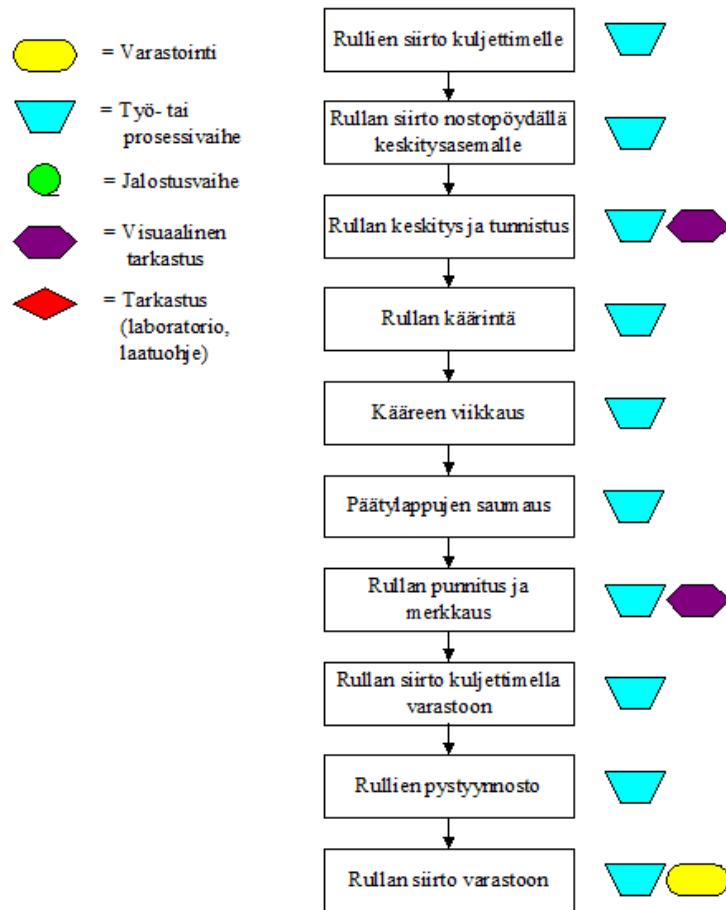 = Varastointi
= Työ- tai
prosessivaihe
= Jalostusvaihe
= Visuaalinen
tarkastus
= Tarkastus
(laboratorio,
laatuohje)
Rullien siirto kuljettimelle
Rullan siirto nostopöydällä
keskitysasemalle
Rullan keskitys ja tunnistus
Rullan käärintä
Kääreen viikkaus
Päätylappujen saumaus
Rullan punnitus ja
merkkaus
Rullan siirto kuljettimella
varastoon
Rullien pystyynnosto
Rullan siirto varastoon